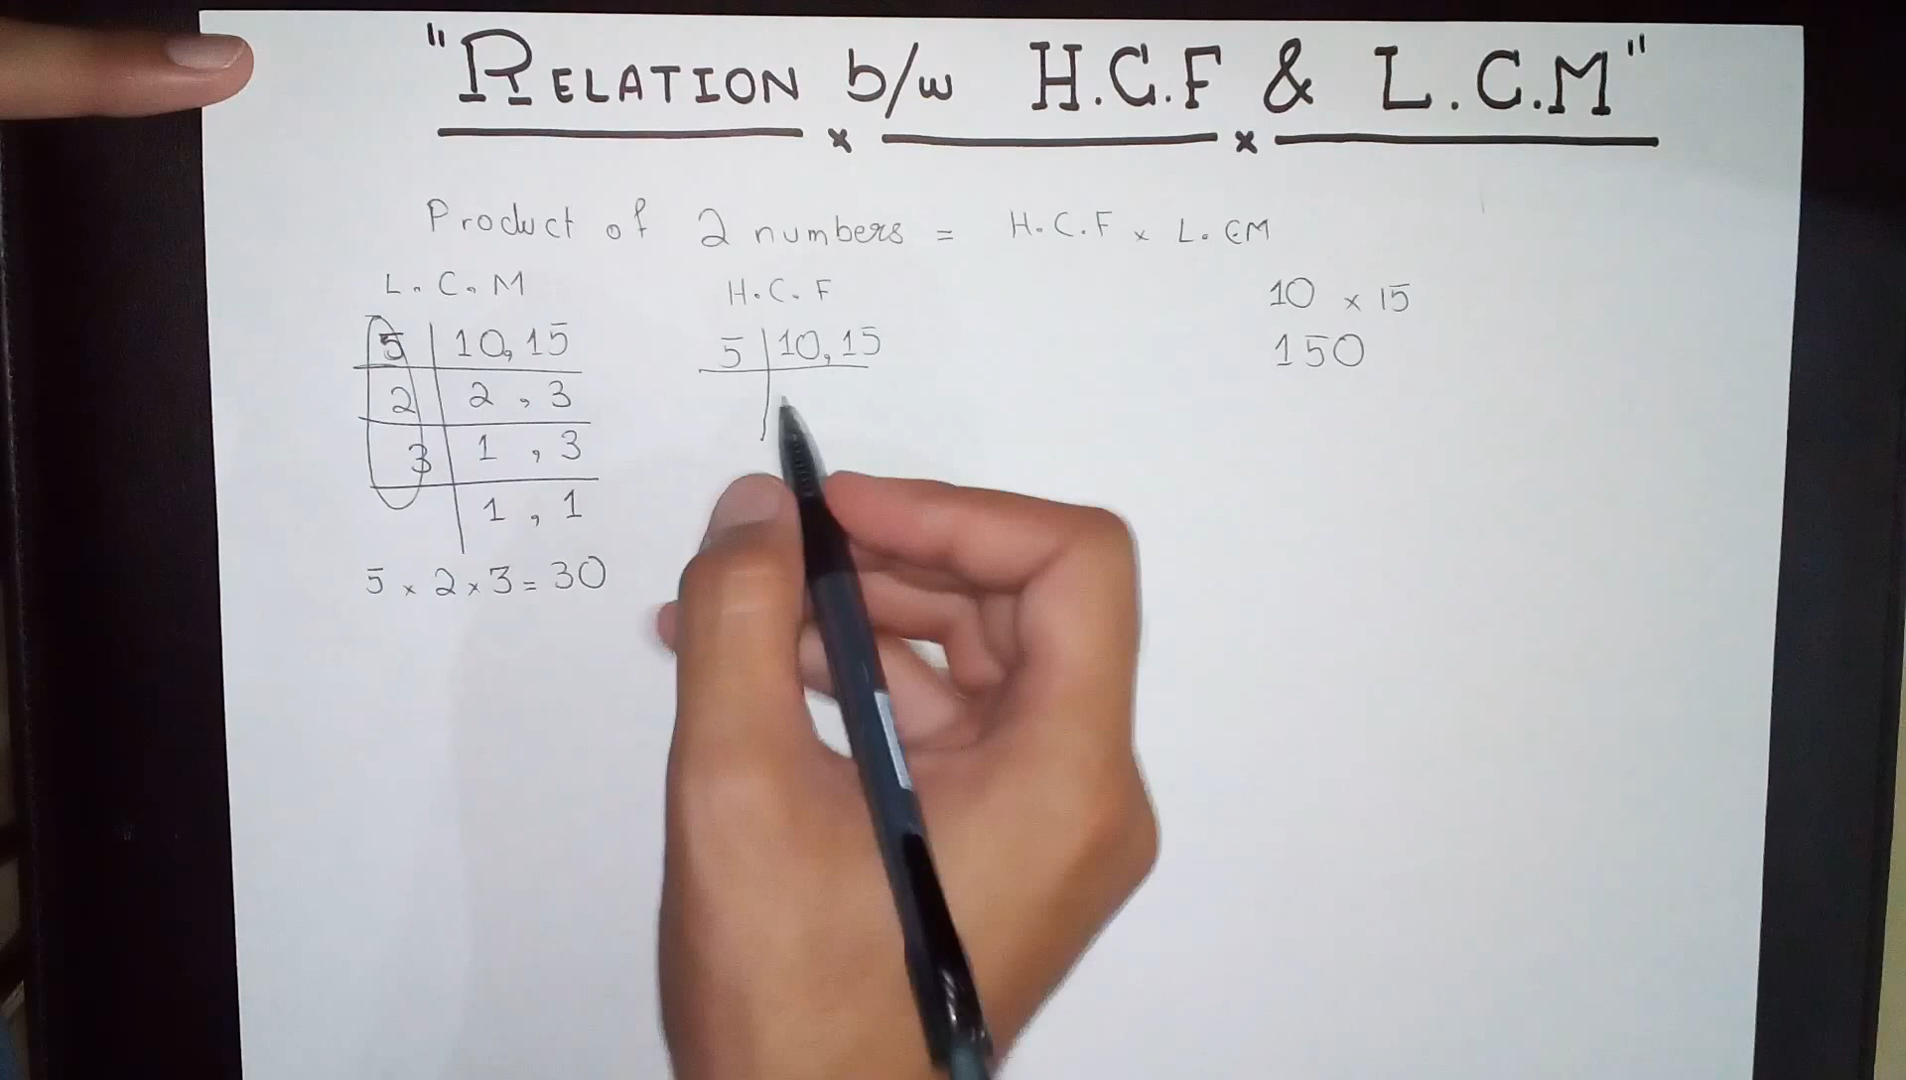 "RELATION b/w H.C.F & L.C.M"
x x
Product of 2 numbers = H.C.F x L.CM
L.C.M
5 | 10, 15
2 | 2, 3
3 | 1, 3
1, 1
5 x 2 x 3 = 30
H.C.F
5 | 10, 15
10 x 15
150